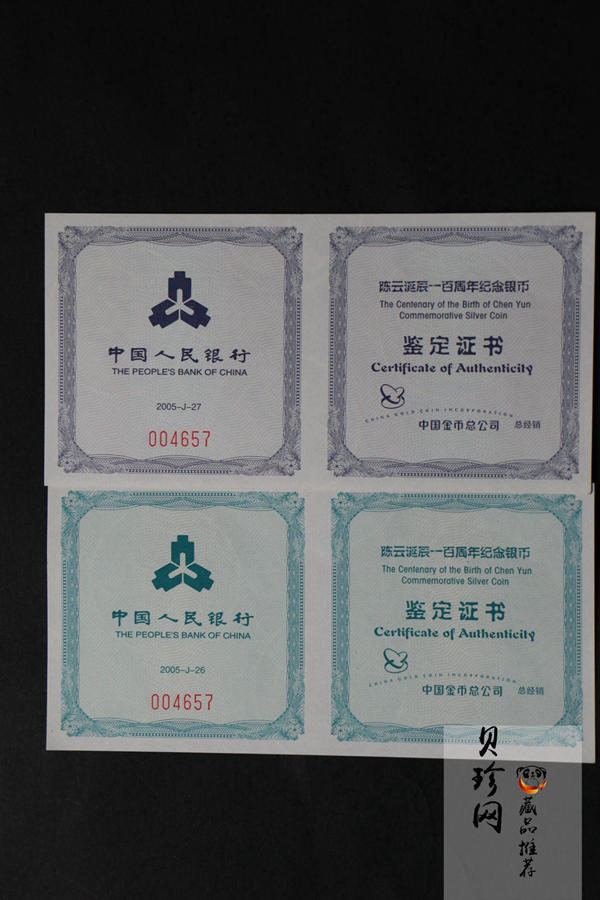 中国人民银行
THE PEOPLE'S BANK OF CHINA
2005-J-27
004657
陈云诞辰一百周年纪念银币
The Centenary of the Birth of Chen Yun
Commemorative Silver Coin
鉴定证书
Certificate of Authenticity
CHINA GOLD COIN INCORPORATION
中国金币总公司 总经销
中国人民银行
THE PEOPLE'S BANK OF CHINA
2005-J-26
004657
陈云诞辰一百周年纪念银币
The Centenary of the Birth of Chen Yun
Commemorative Silver Coin
鉴定证书
Certificate of Authenticity
CHINA GOLD COIN INCORPORATION
中国金币总公司 总经销
贝珍网
藏品推荐